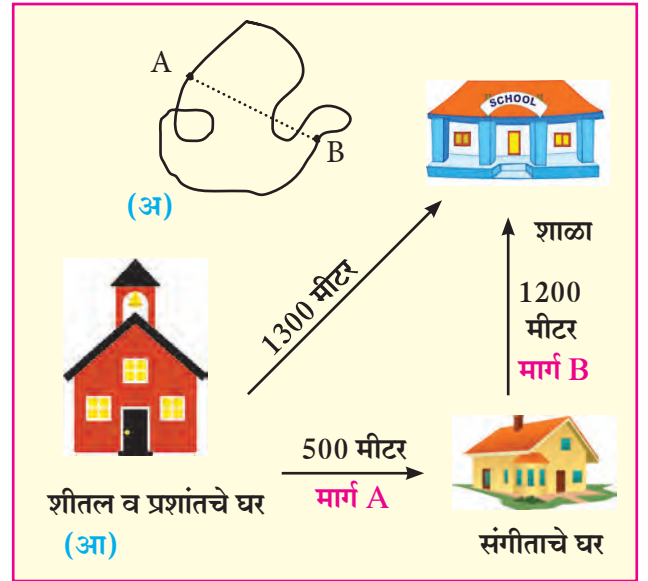 A
B
(अ)
SCHOOL
शाळा
1300 मीटर
1200
मीटर
मार्ग B
500 मीटर
मार्ग A
शीतल व प्रशांतचे घर
(आ)
संगीताचे घर